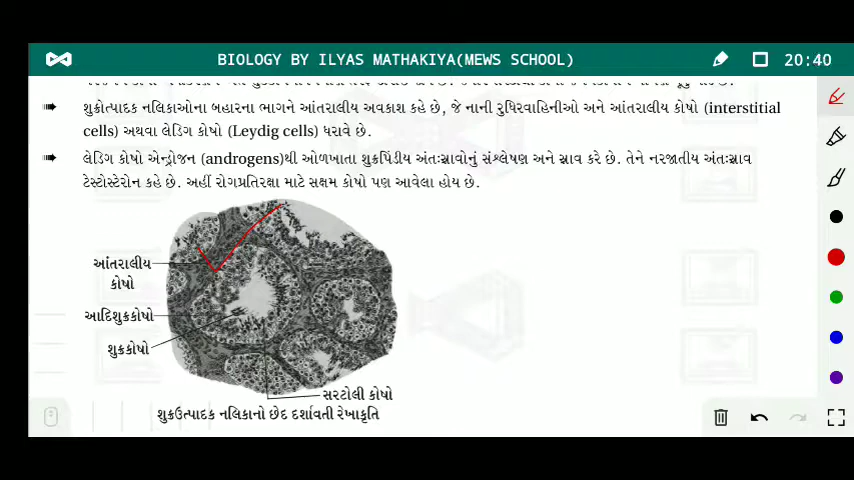 BIOLOGY BY ILYAS MATHAKIYA(MEWS SCHOOL)
20:40
શુક્રોત્પાદક નલિકાઓના બહારના ભાગને આંતરાલીય અવકાશ કહે છે, જે નાની રુધિરવાહિનીઓ અને આંતરાલીય કોષો (interstitial
cells) અથવા લેડિગ કોષો (Leydig cells) ધરાવે છે.
લેડિગ કોષો એન્ડ્રોજન (androgens)થી ઓળખાતા શુક્રપિંડીય અંતઃસ્રાવોનું સંશ્લેષણ અને સ્રાવ કરે છે. તેને નરજાતીય અંતઃસ્રાવ
ટેસ્ટોસ્ટેરોન કહે છે. અહીં રોગપ્રતિરક્ષા માટે સક્ષમ કોષો પણ આવેલા હોય છે.
આંતરાલીય
કોષો
આદિશુક્રકોષો
શુક્રકોષો
સરટોલી કોષો
શુક્રઉત્પાદક નલિકાનો છેદ દર્શાવતી રેખાકૃતિ